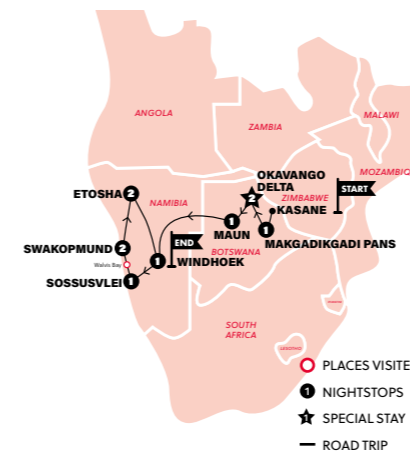 ANGOLA
ZAMBIA
MALAWI
MOZAMBIQ
OKAVANGO
DELTA
2
ZIMBABWE
START
KASANE
ETOSHA
2
NAMIBIA
1
MAUN
1
MAKGADIKGADI PANS
BOTSWANA
SWAKOPMUND
2
END
1
WINDHOEK
Walvis Bay
SOSSUSVLEI
1
SOUTH
AFRICA
LESOTHO
PLACES VISITE
1 NIGHTSTOPS
1 SPECIAL STAY
ROAD TRIP